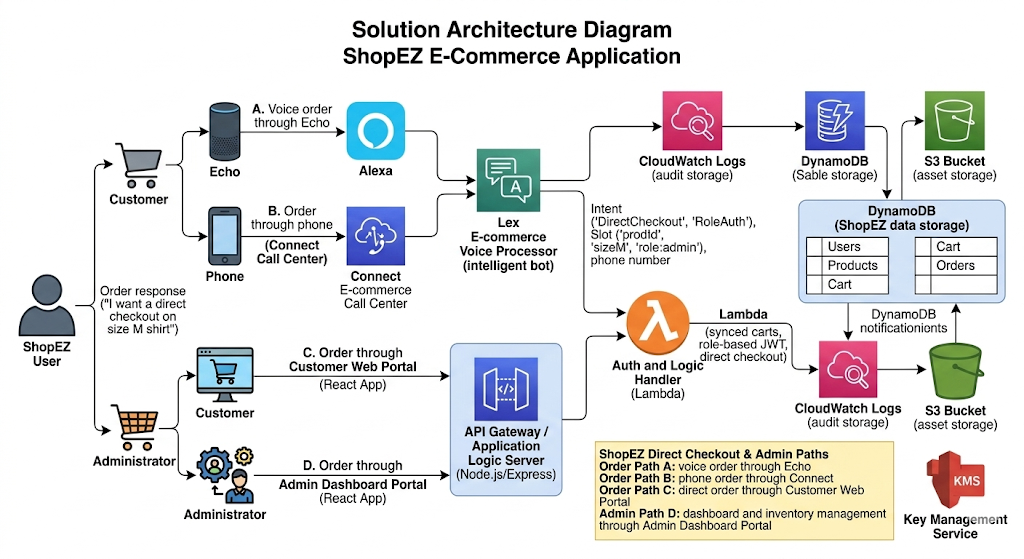 Solution Architecture Diagram
ShopEZ E-Commerce Application
A. Voice order
through Echo
Echo
Alexa
Customer
B. Order
through phone
(Connect
Call Center)
Phone
Connect
E-commerce
Call Center
Lex
E-commerce
Voice Processor
(intelligent bot)
CloudWatch Logs
(audit storage)
DynamoDB
(Sable storage)
S3 Bucket
(asset storage)
Intent
('DirectCheckout', 'RoleAuth'),
Slot ('prodId',
'sizeM', 'role:admin'),
phone number
DynamoDB
(ShopEZ data storage)
Users
Products
Cart
Cart
Orders
ShopEZ
User
Order response
("I want a direct
checkout on
size M shirt")
C. Order through
Customer Web Portal
(React App)
Customer
Administrator
D. Order through
Admin Dashboard Portal
(React App)
Administrator
API Gateway /
Application
Logic Server
(Node.js/Express)
Auth and Logic
Handler
(Lambda)
Lambda
(synced carts,
role-based JWT,
direct checkout)
DynamoDB
notificationients
CloudWatch Logs
(audit storage)
S3 Bucket
(asset storage)
ShopEZ Direct Checkout & Admin Paths
Order Path A: voice order through Echo
Order Path B: phone order through Connect
Order Path C: direct order through Customer Web
Portal
Admin Path D: dashboard and inventory management
through Admin Dashboard Portal
KMS
Key Management
Service